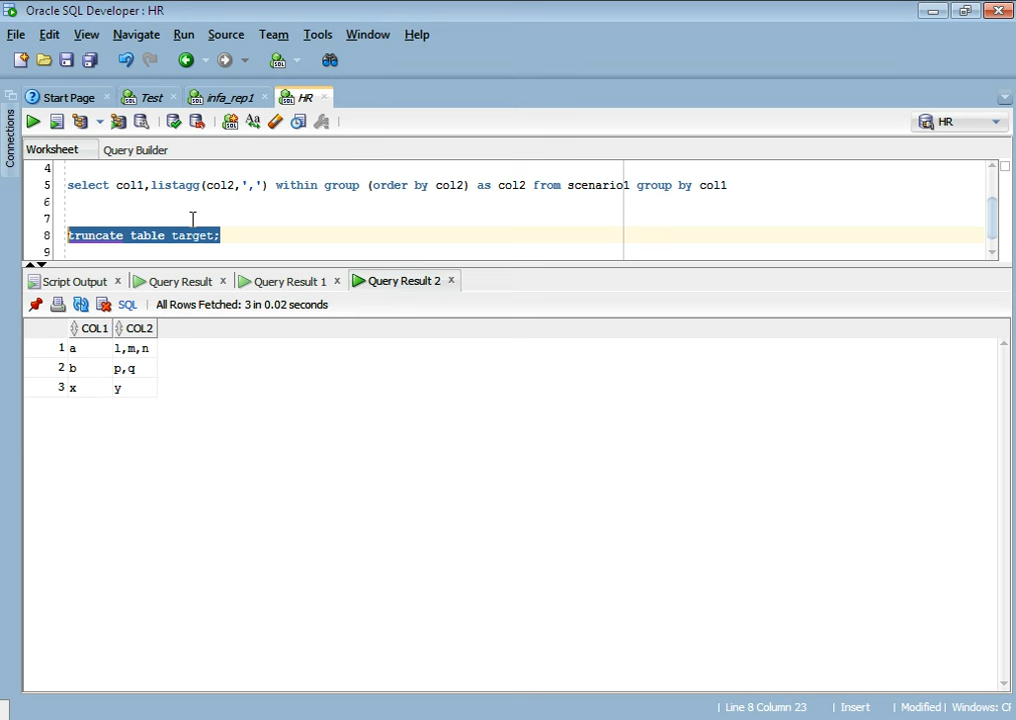 Oracle SQL Developer : HR
File Edit View Navigate Run Source Team Tools Window Help
Start Page Test infa_rep1 HR
HR
Connections
Worksheet Query Builder
4
5 select col1,listagg(col2,',') within group (order by col2) as col2 from scenario1 group by col1
6
7
8 truncate table target;
9
Script Output Query Result Query Result 1 Query Result 2
SQL All Rows Fetched: 3 in 0.02 seconds
COL1 COL2
1 a l,m,n
2 b p,q
3 x y
Line 8 Column 23 Insert Modified Windows: CF